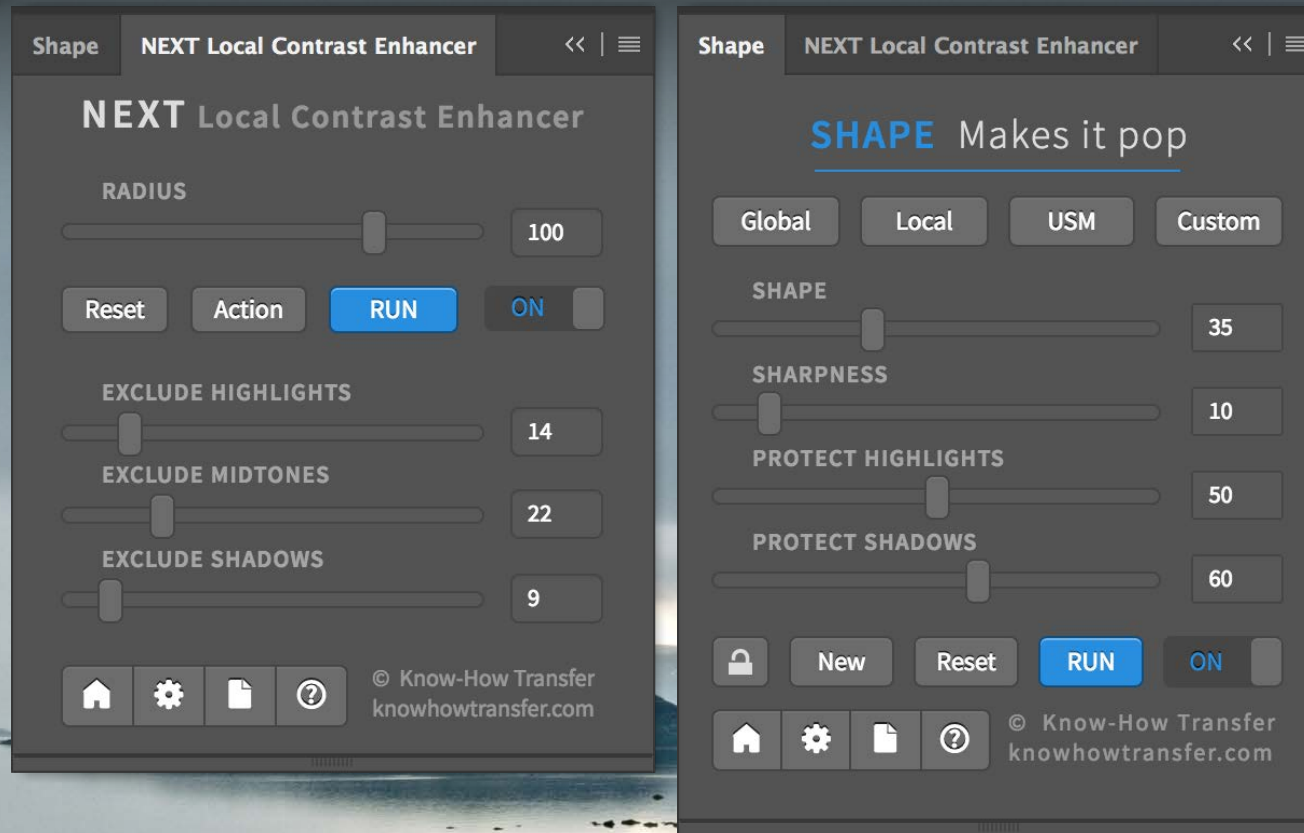 Shape NEXT Local Contrast Enhancer
NEXT Local Contrast Enhancer
RADIUS
100
Reset Action RUN ON
EXCLUDE HIGHLIGHTS
14
EXCLUDE MIDTONES
22
EXCLUDE SHADOWS
9
© Know-How Transfer
knowhowtransfer.com
Shape NEXT Local Contrast Enhancer
SHAPE Makes it pop
Global Local USM Custom
SHAPE
35
SHARPNESS
10
PROTECT HIGHLIGHTS
50
PROTECT SHADOWS
60
New Reset RUN ON
© Know-How Transfer
knowhowtransfer.com